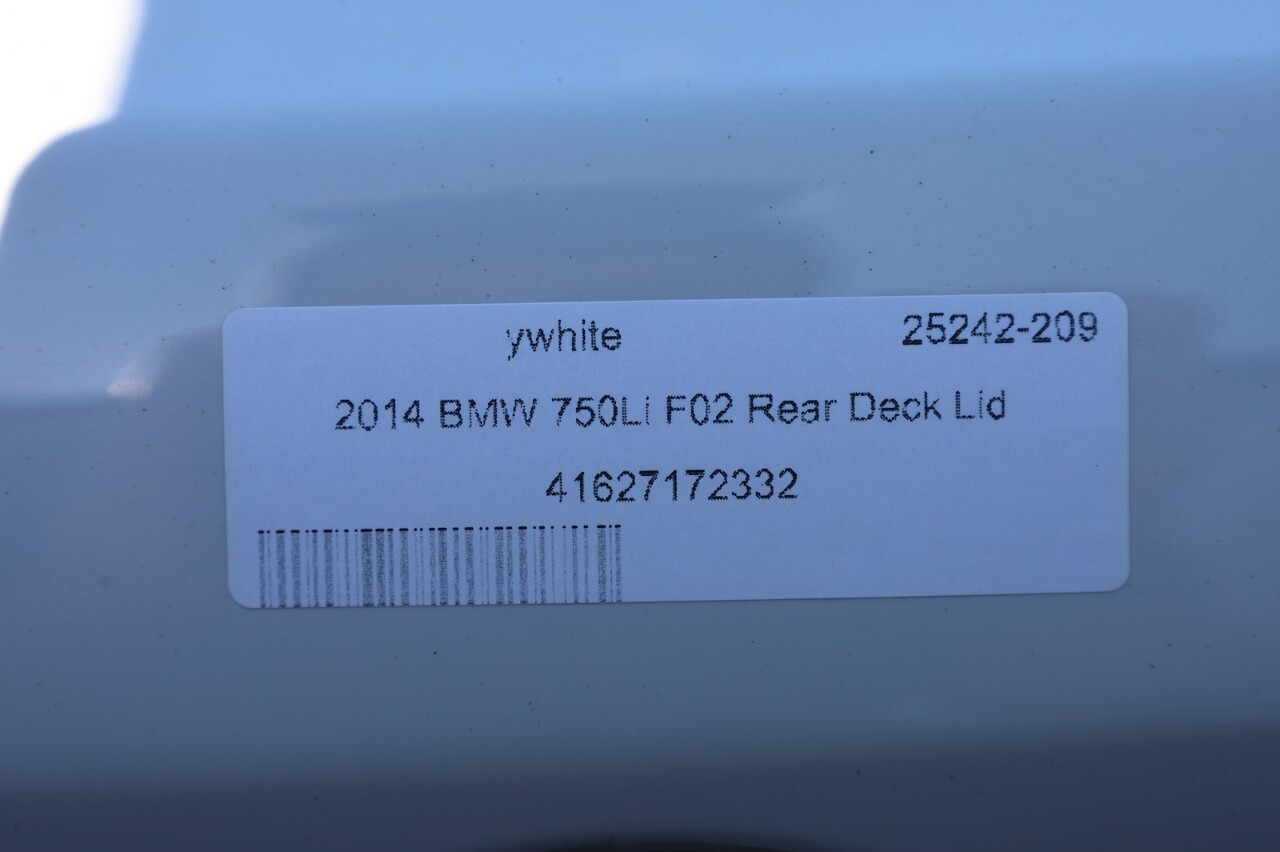 ywhite 25242-209
2014 BMW 750Li F02 Rear Deck Lid
41627172332